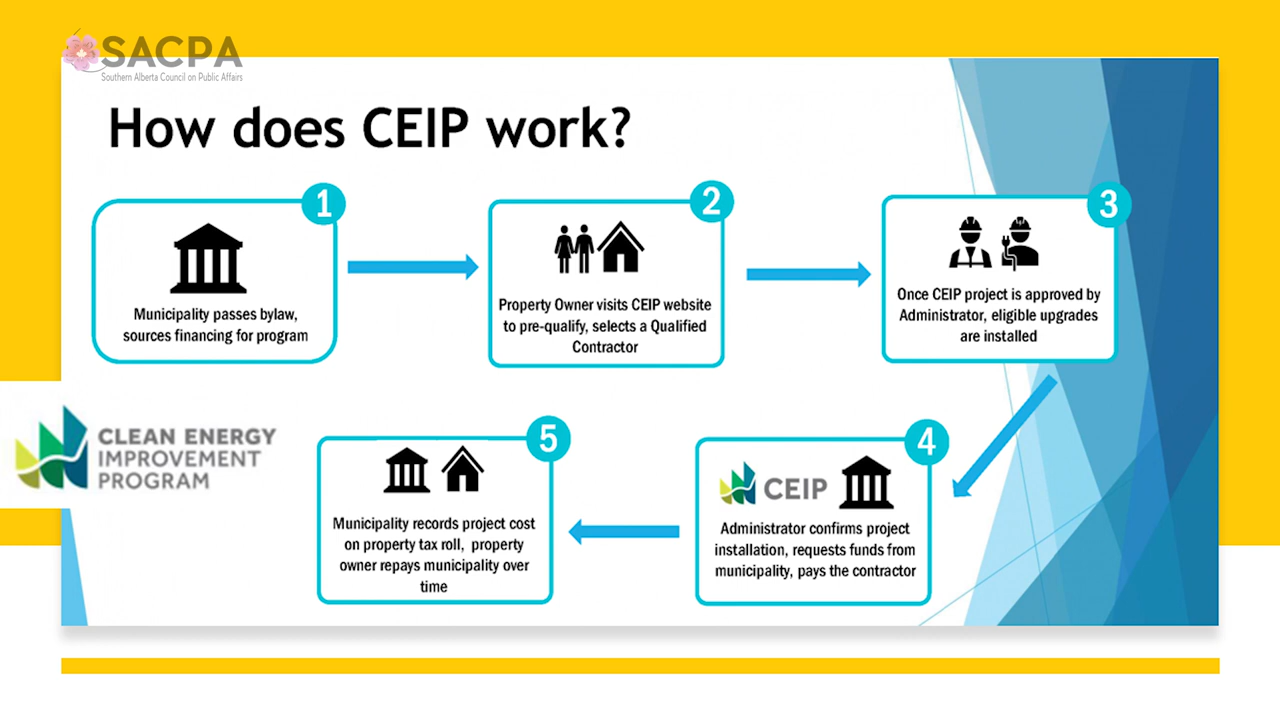 SACPA
Southern Alberta Council on Public Affairs
How does CEIP work?
1
Municipality passes bylaw,
sources financing for program
2
Property Owner visits CEIP website
to pre-qualify, selects a Qualified
Contractor
3
Once CEIP project is approved by
Administrator, eligible upgrades
are installed
4
CEIP
Administrator confirms project
installation, requests funds from
municipality, pays the contractor
5
Municipality records project cost
on property tax roll, property
owner repays municipality over
time
CLEAN ENERGY
IMPROVEMENT
PROGRAM